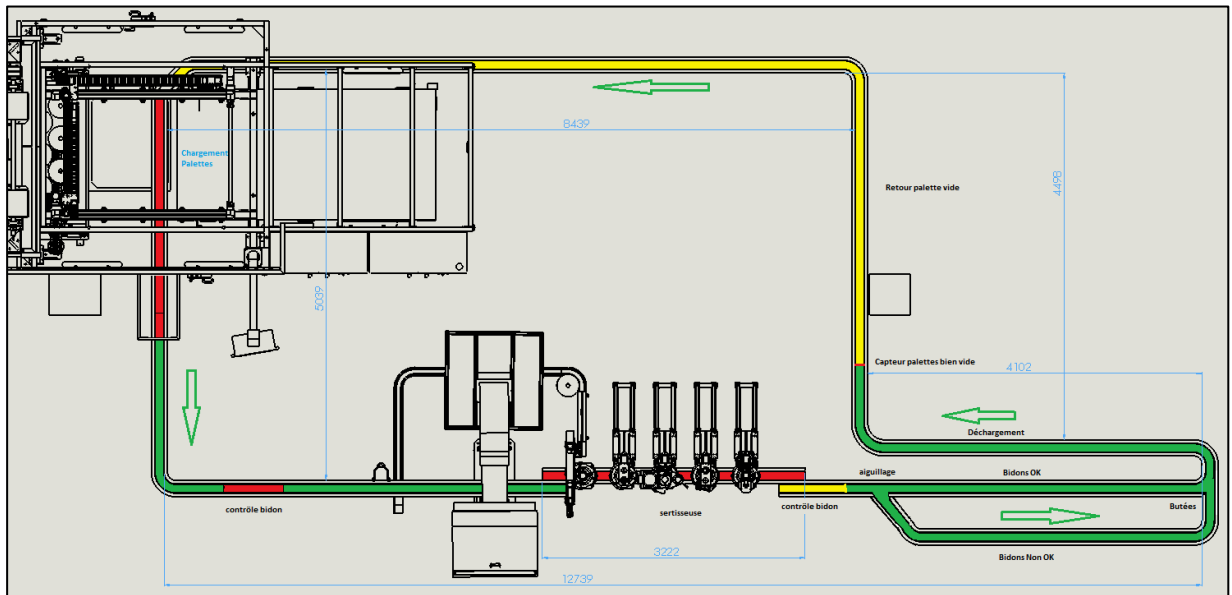 8439
Chargement
Palettes
Retour palette vide
4498
5039
Capteur palettes bien vide
4102
Déchargement
aiguillage
Bidons OK
contrôle bidon
sertisseuse
contrôle bidon
Butées
3222
Bidons Non OK
12739